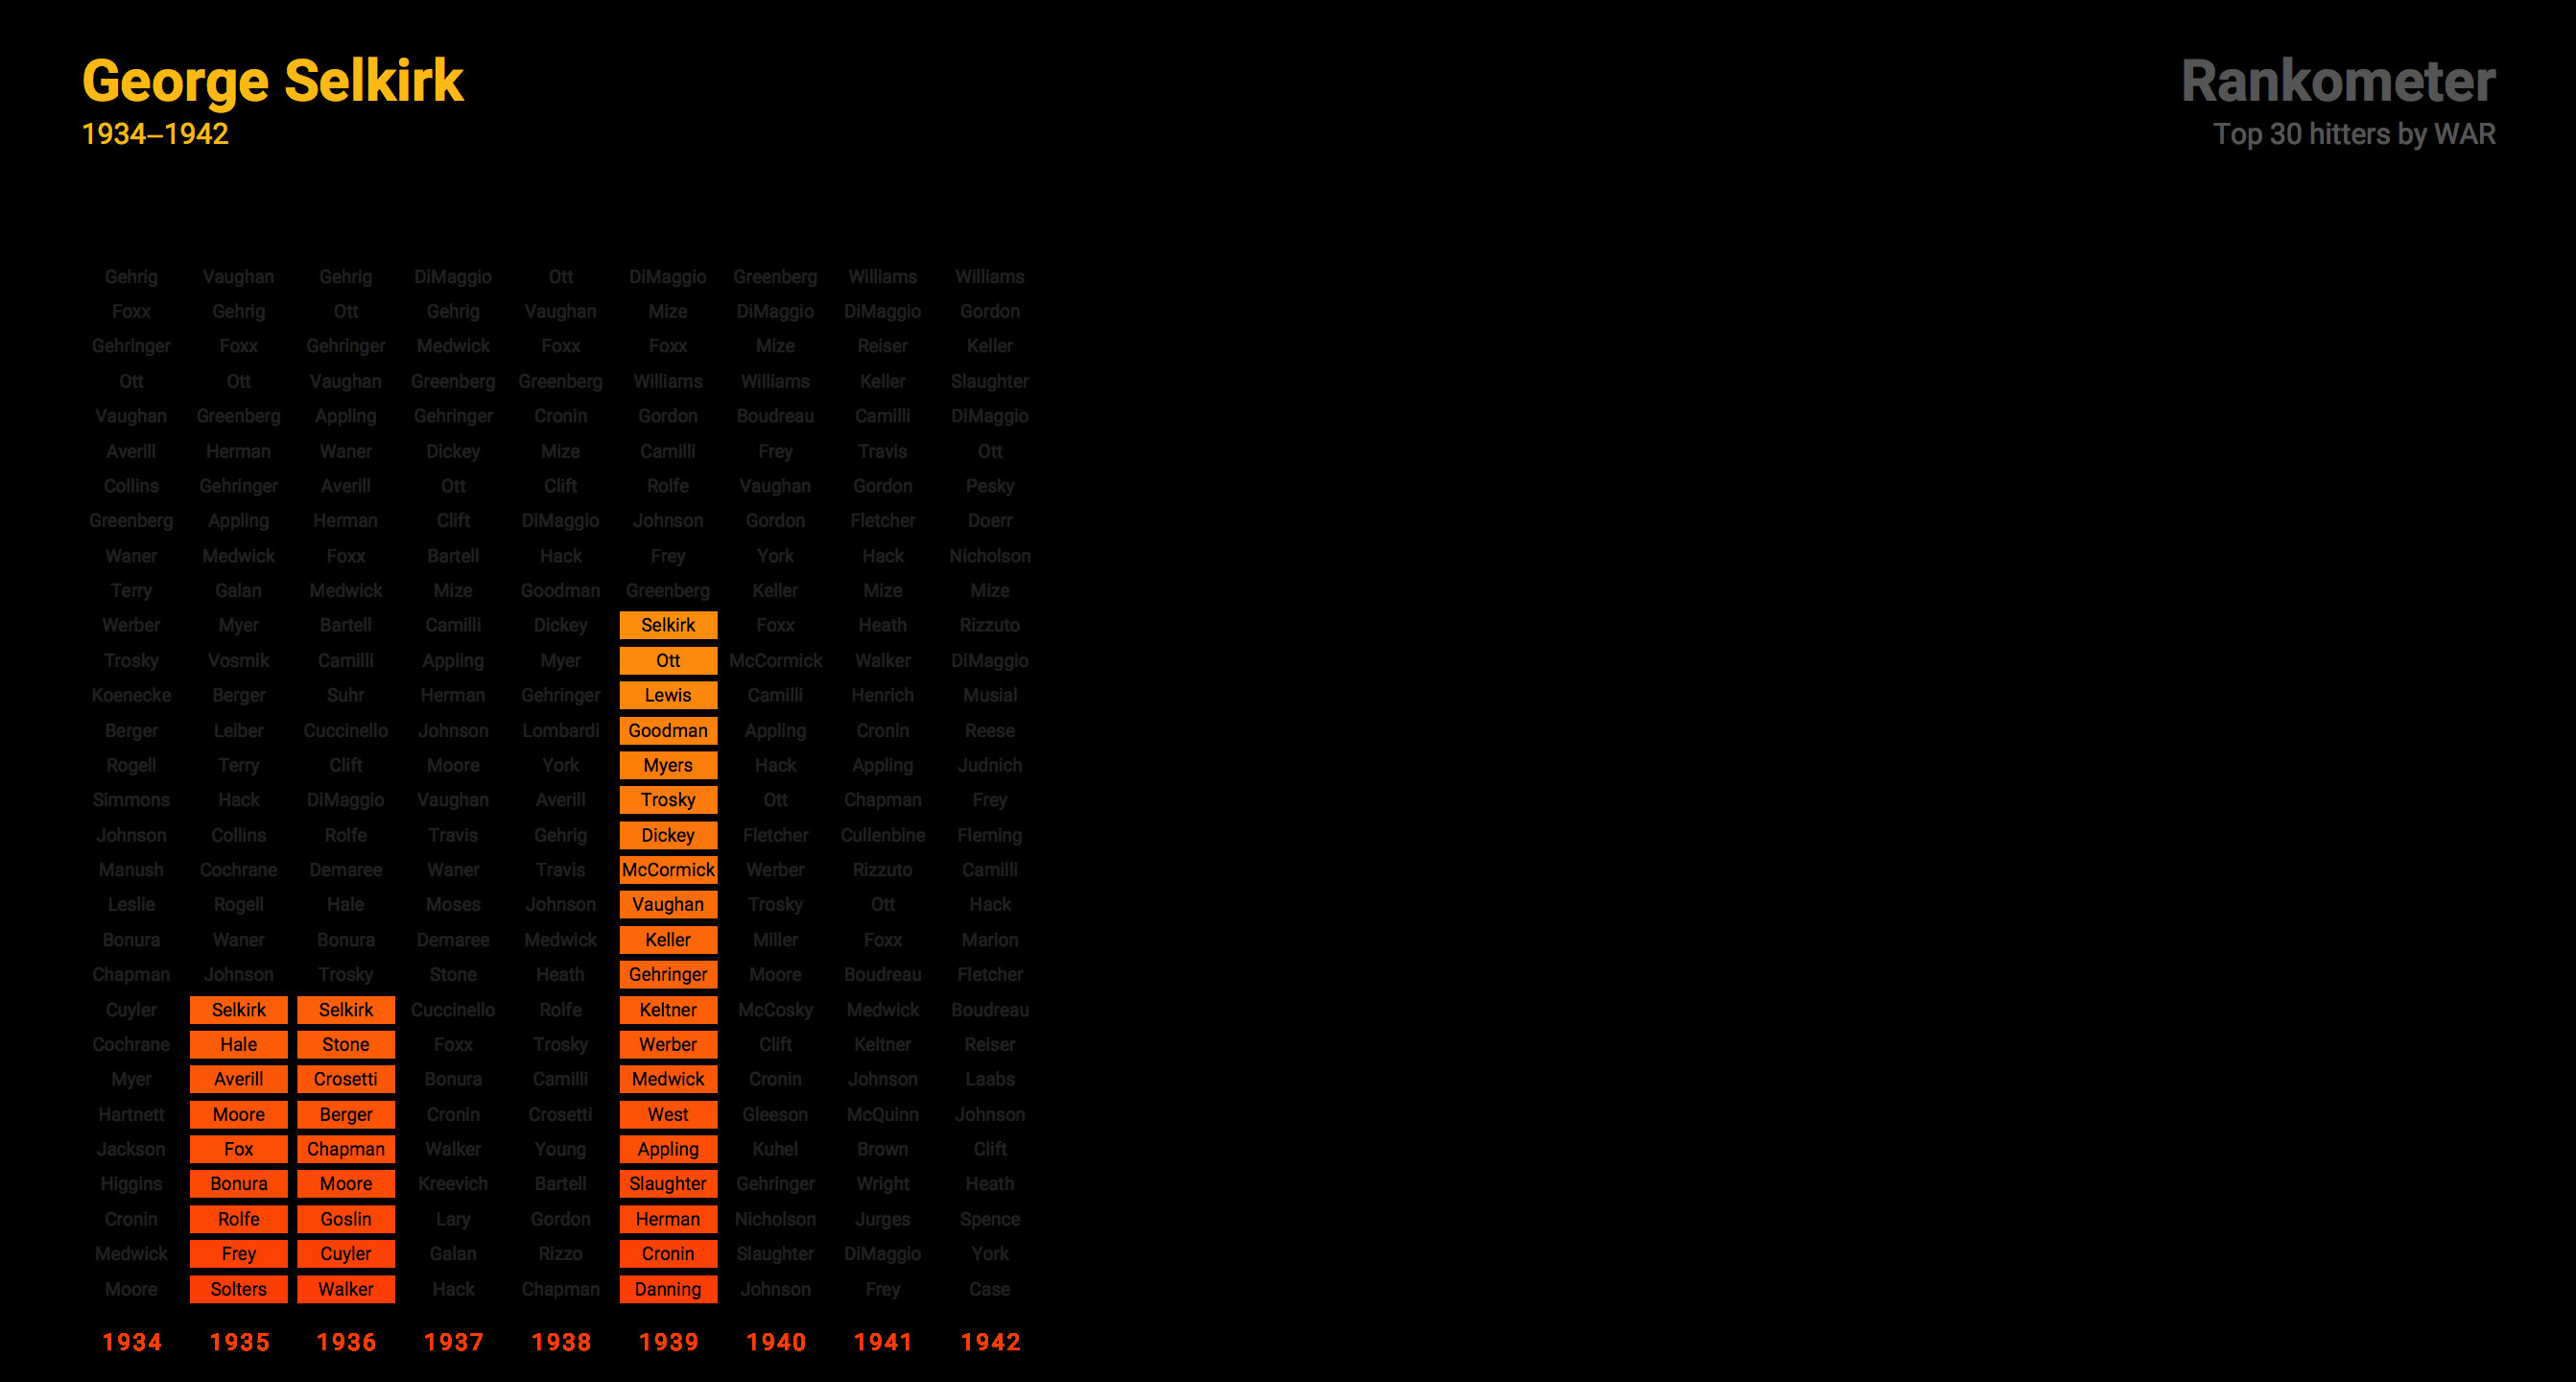 George Selkirk
1934–1942
Rankometer
Top 30 hitters by WAR
Gehrig Vaughan Gehrig DiMaggio Ott DiMaggio Greenberg Williams Williams
Foxx Gehrig Ott Gehrig Vaughan Mize DiMaggio DiMaggio Gordon
Gehringer Foxx Gehringer Medwick Foxx Foxx Mize Reiser Keller
Ott Ott Vaughan Greenberg Greenberg Williams Williams Keller Slaughter
Vaughan Greenberg Appling Gehringer Cronin Gordon Boudreau Camilli DiMaggio
Averill Herman Waner Dickey Mize Camilli Frey Travis Ott
Collins Gehringer Averill Ott Clift Rolfe Vaughan Gordon Pesky
Greenberg Appling Herman Clift DiMaggio Johnson Gordon Fletcher Doerr
Waner Medwick Foxx Bartell Hack Frey York Hack Nicholson
Terry Galan Medwick Mize Goodman Greenberg Keller Mize Mize
Werber Myer Bartell Camilli Dickey Selkirk Foxx Heath Rizzuto
Trosky Vosmik Camilli Appling Myer Ott McCormick Walker DiMaggio
Koenecke Berger Suhr Herman Gehringer Lewis Camilli Henrich Musial
Berger Leiber Cuccinello Johnson Lombardi Goodman Appling Cronin Reese
Rogell Terry Clift Moore York Myers Hack Appling Judnich
Simmons Hack DiMaggio Vaughan Averill Trosky Ott Chapman Frey
Johnson Collins Rolfe Travis Gehrig Dickey Fletcher Cullenbine Fleming
Manush Cochrane Demaree Waner Travis McCormick Werber Rizzuto Camilli
Leslie Rogell Hale Moses Johnson Vaughan Trosky Ott Hack
Bonura Waner Bonura Demaree Medwick Keller Miller Foxx Marion
Chapman Johnson Trosky Stone Heath Gehringer Moore Boudreau Fletcher
Cuyler Selkirk Selkirk Cuccinello Rolfe Keltner McCosky Medwick Boudreau
Cochrane Hale Stone Foxx Trosky Werber Clift Keltner Reiser
Myer Averill Crosetti Bonura Camilli Medwick Cronin Johnson Laabs
Hartnett Moore Berger Cronin Crosetti West Gleeson McQuinn Johnson
Jackson Fox Chapman Walker Young Appling Kuhel Brown Clift
Higgins Bonura Moore Kreevich Bartell Slaughter Gehringer Wright Heath
Cronin Rolfe Goslin Lary Gordon Herman Nicholson Jurges Spence
Medwick Frey Cuyler Galan Rizzo Cronin Slaughter DiMaggio York
Moore Solters Walker Hack Chapman Danning Johnson Frey Case
1934 1935 1936 1937 1938 1939 1940 1941 1942